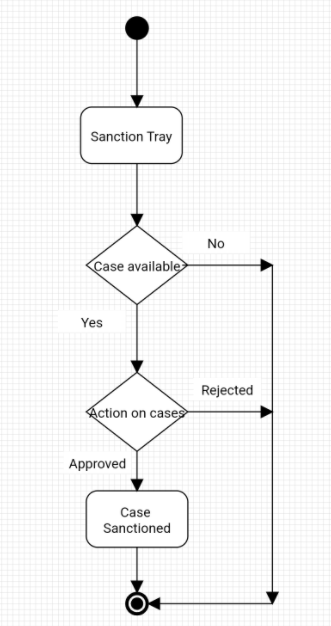 Sanction Tray
Case available
No
Yes
Action on cases
Rejected
Approved
Case
Sanctioned